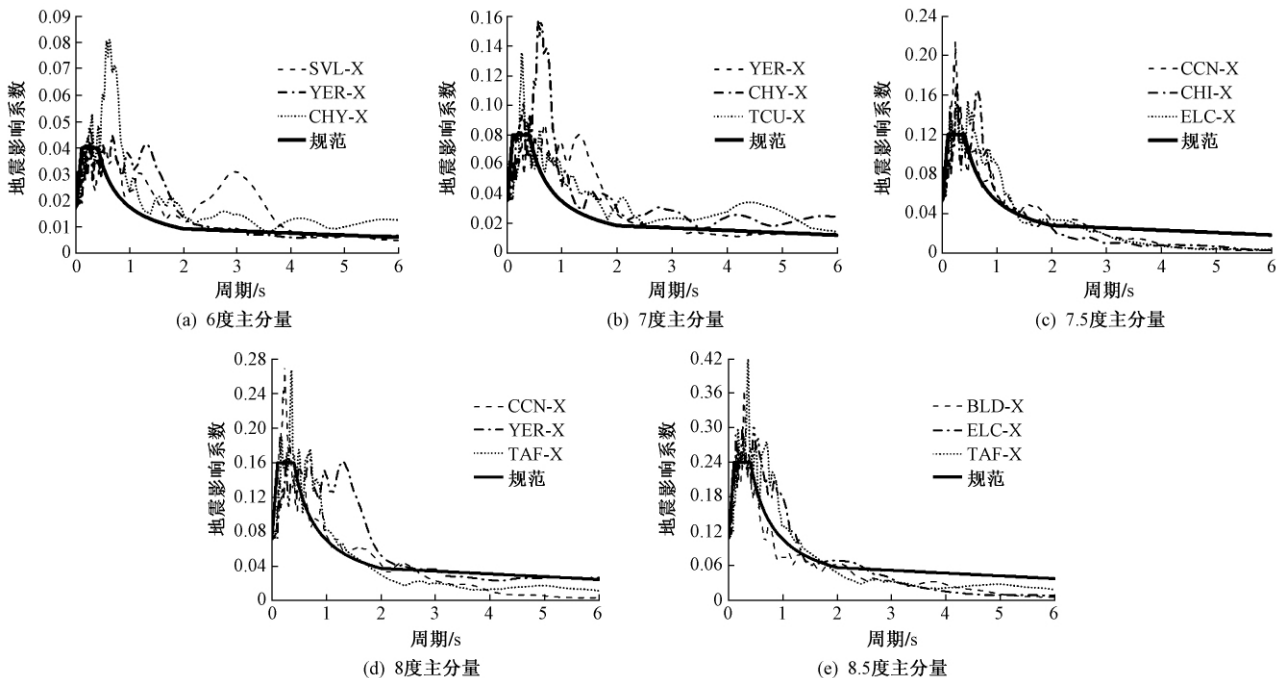 0.09
0.08
0.07
0.06
0.05
0.04
0.03
0.02
0.01
0
地震影响系数
SVL-X
YER-X
CHY-X
规范
0 1 2 3 4 5 6
周期/s
(a) 6度主分量
0.16
0.14
0.12
0.10
0.08
0.06
0.04
0.02
0
地震影响系数
YER-X
CHY-X
TCU-X
规范
0 1 2 3 4 5 6
周期/s
(b) 7度主分量
0.24
0.20
0.16
0.12
0.08
0.04
0
地震影响系数
CCN-X
CHI-X
ELC-X
规范
0 1 2 3 4 5 6
周期/s
(c) 7.5度主分量
0.28
0.24
0.20
0.16
0.12
0.08
0.04
0
地震影响系数
CCN-X
YER-X
TAF-X
规范
0 1 2 3 4 5 6
周期/s
(d) 8度主分量
0.42
0.36
0.30
0.24
0.18
0.12
0.06
0
地震影响系数
BLD-X
ELC-X
TAF-X
规范
0 1 2 3 4 5 6
周期/s
(e) 8.5度主分量